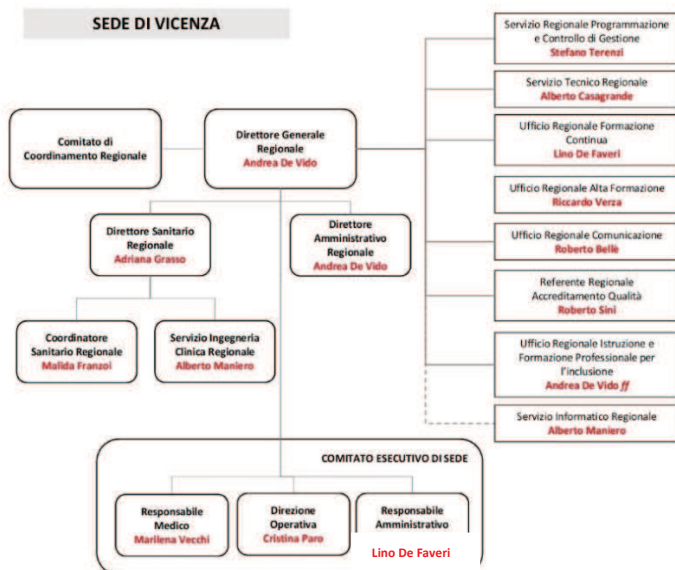 SEDE DI VICENZA
Comitato di
Coordinamento Regionale
Direttore Generale
Regionale
Andrea De Vido
Direttore Sanitario
Regionale
Adriana Grasso
Direttore
Amministrativo
Regionale
Andrea De Vido
Coordinatore
Sanitario Regionale
Malida Franzoi
Servizio Ingegneria
Clinica Regionale
Alberto Maniero
COMITATO ESECUTIVO DI SEDE
Responsabile
Medico
Marilena Vecchi
Direzione
Operativa
Cristina Paro
Responsabile
Amministrativo
Lino De Faveri
Servizio Regionale Programmazione
e Controllo di Gestione
Stefano Terenzi
Servizio Tecnico Regionale
Alberto Casagrande
Ufficio Regionale Formazione
Continua
Lino De Faveri
Ufficio Regionale Alta Formazione
Riccardo Verza
Ufficio Regionale Comunicazione
Roberto Bellè
Referente Regionale
Accreditamento Qualità
Roberto Sini
Ufficio Regionale Istruzione e
Formazione Professionale per
l'inclusione
Andrea De Vido ff
Servizio Informatico Regionale
Alberto Maniero